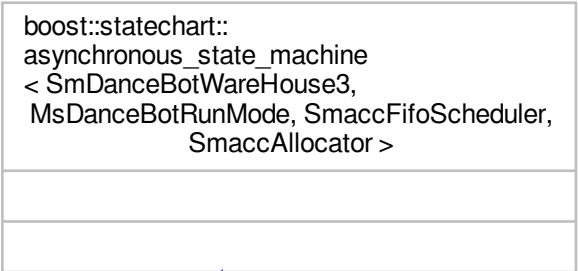 boost::statechart::
asynchronous_state_machine
< SmDanceBotWareHouse3,
MsDanceBotRunMode, SmaccFifoScheduler,
SmaccAllocator >